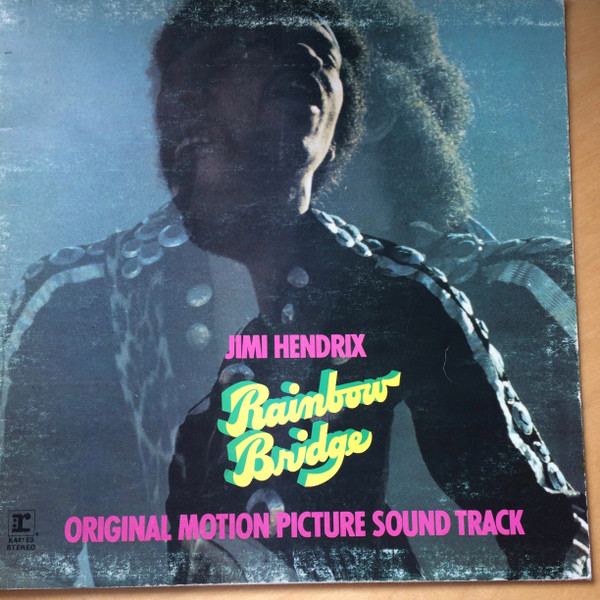 JIMI HENDRIX
Rainbow
Bridge
ORIGINAL MOTION PICTURE SOUND TRACK
r
STEREO